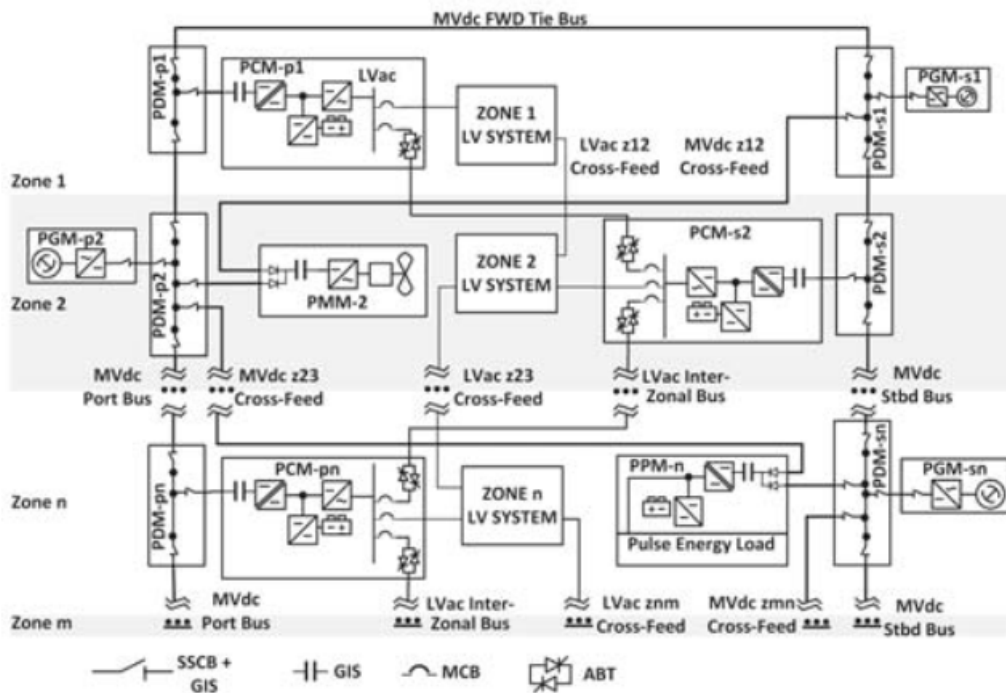 MVdc FWD Tie Bus
PDM-p1
PCM-p1
LVac
ZONE 1
LV SYSTEM
LVac z12
Cross-Feed
MVdc z12
Cross-Feed
PDM-s1
PGM-s1
Zone 1
PGM-p2
PDM-p2
PMM-2
ZONE 2
LV SYSTEM
PCM-s2
PDM-s2
Zone 2
MVdc
Port Bus
MVdc z23
Cross-Feed
LVac z23
Cross-Feed
LVac Inter-
Zonal Bus
MVdc
Stbd Bus
PDM-pn
PCM-pn
ZONE n
LV SYSTEM
PPM-n
Pulse Energy Load
PDM-sn
PGM-sn
Zone n
Zone m
MVdc
Port Bus
LVac Inter-
Zonal Bus
LVac znm
Cross-Feed
MVdc zmn
Cross-Feed
MVdc
Stbd Bus
SSCB +
GIS
GIS
MCB
ABT